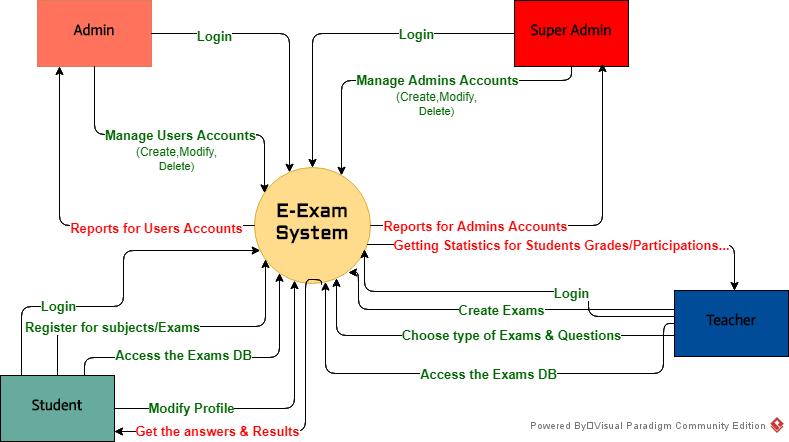 Admin
Super Admin
Login
Login
Manage Admins Accounts
(Create,Modify,
Delete)
Manage Users Accounts
(Create,Modify,
Delete)
E-Exam
System
Reports for Users Accounts
Reports for Admins Accounts
Getting Statistics for Students Grades/Participations...
Login
Login
Create Exams
Teacher
Register for subjects/Exams
Choose type of Exams & Questions
Access the Exams DB
Access the Exams DB
Student
Modify Profile
Get the answers & Results
Powered By Visual Paradigm Community Edition